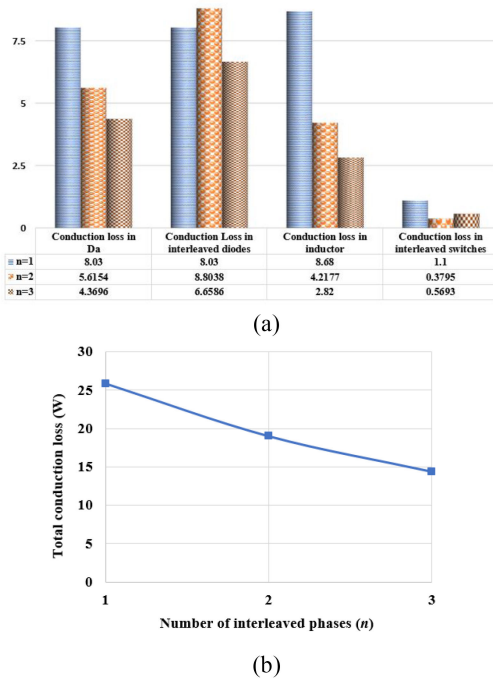 7.5
5
2.5
0
Conduction loss in Da
Conduction Loss in interleaved diodes
Conduction loss in inductor
Conduction loss in interleaved switches
n=1 8.03 8.03 8.68 1.1
n=2 5.6154 8.8038 4.2177 0.3795
n=3 4.3696 6.6586 2.82 0.5693
(a)
Total conduction loss (W)
30
25
20
15
10
5
0
1 2 3
Number of interleaved phases (n)
(b)